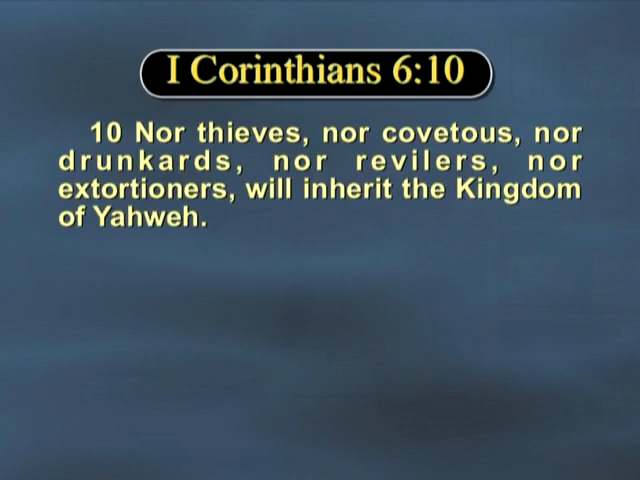 I Corinthians 6:10
10 Nor thieves, nor covetous, nor
drunkards, nor revilers, nor
extortioners, will inherit the Kingdom
of Yahweh.